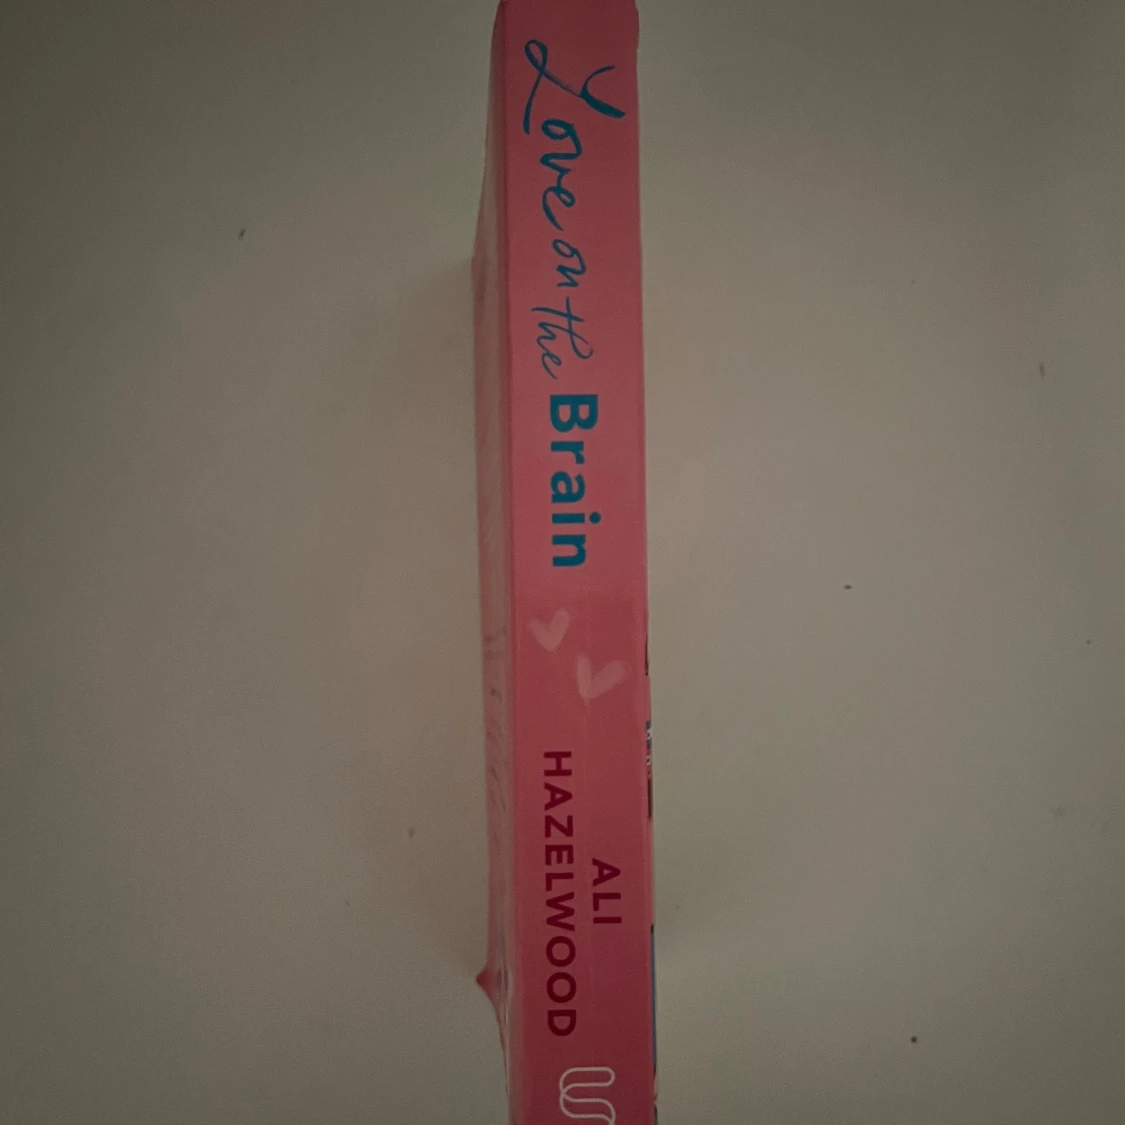 Love on the Brain
ALI
HAZELWOOD